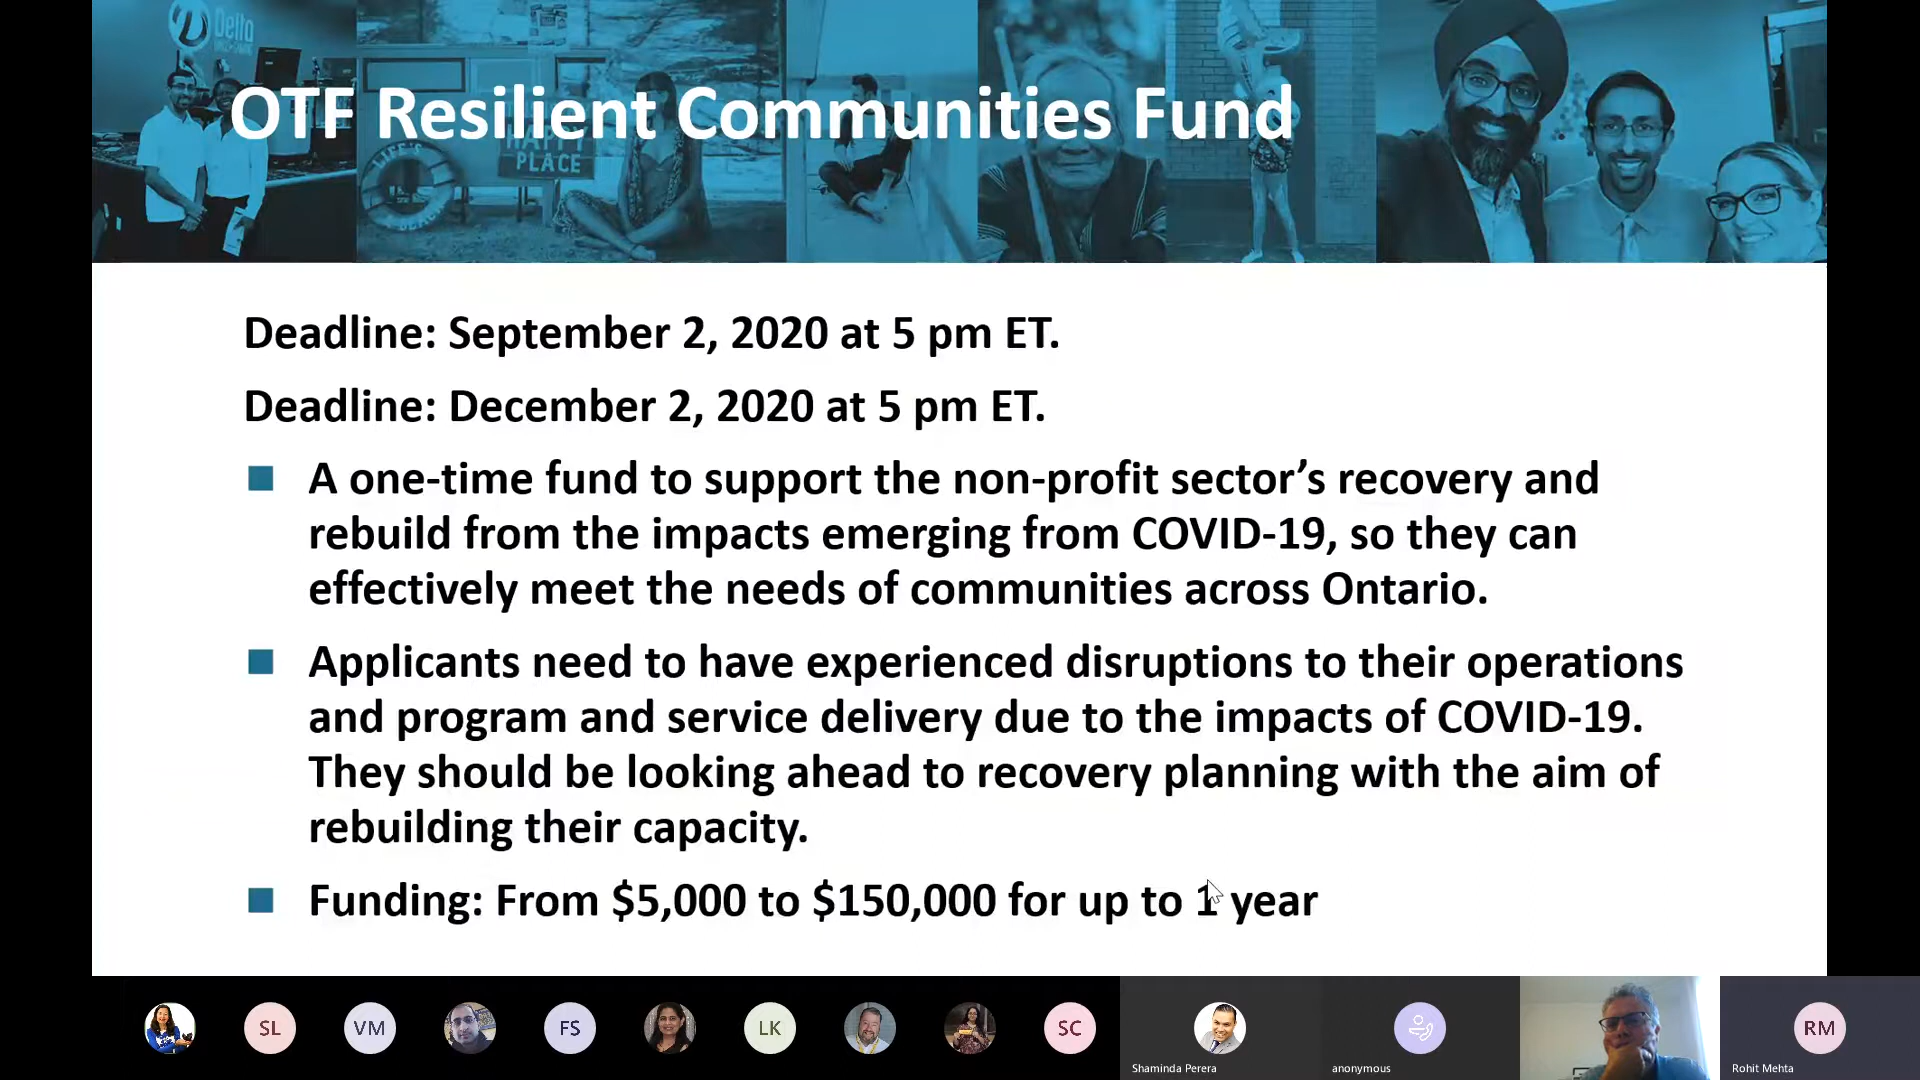 Delta
OTF Resilient Communities Fund
LIFE'S
HAPPY
PLACE
Deadline: September 2, 2020 at 5 pm ET.
Deadline: December 2, 2020 at 5 pm ET.
A one-time fund to support the non-profit sector’s recovery and
rebuild from the impacts emerging from COVID-19, so they can
effectively meet the needs of communities across Ontario.
Applicants need to have experienced disruptions to their operations
and program and service delivery due to the impacts of COVID-19.
They should be looking ahead to recovery planning with the aim of
rebuilding their capacity.
Funding: From $5,000 to $150,000 for up to 1 year
SL
VM
FS
LK
SC
RM
Shaminda Perera
anonymous
Rohit Mehta